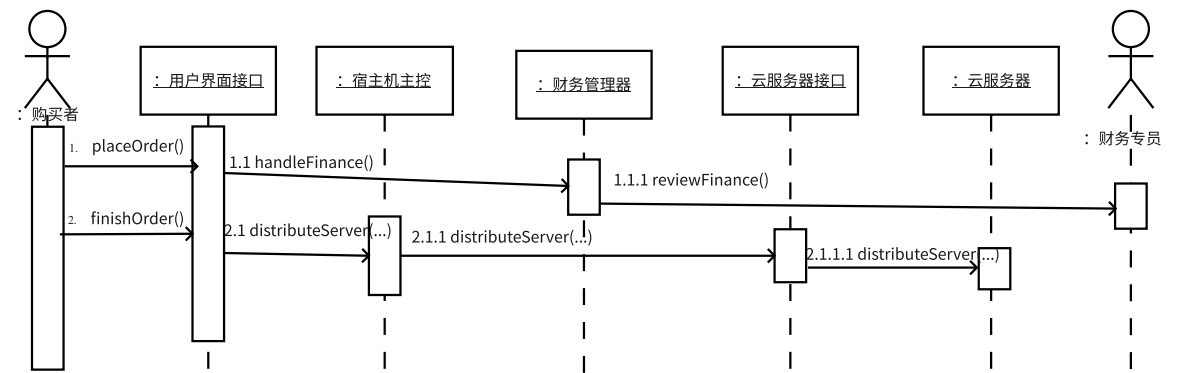 ：购买者
：用户界面接口
：宿主机主控
：财务管理器
：云服务器接口
：云服务器
：财务专员
1. placeOrder()
1.1 handleFinance()
1.1.1 reviewFinance()
2. finishOrder()
2.1 distributeServer(...)
2.1.1 distributeServer(...)
2.1.1.1 distributeServer(...)